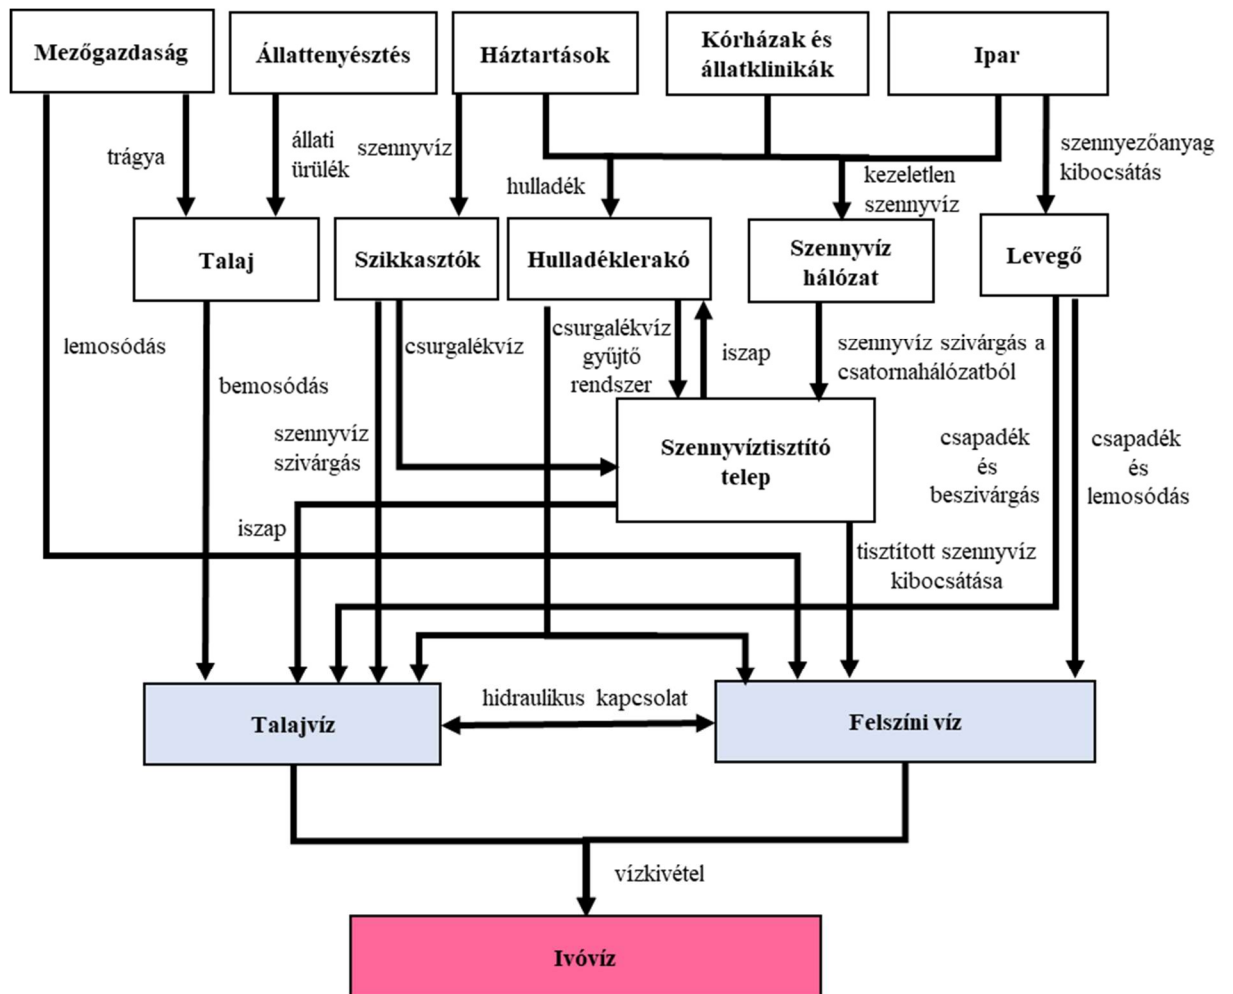 Mezőgazdaság
Állattenyésztés
Háztartások
Kórházak és
állatklinikák
Ipar
trágya
állati
ürülék
szennyvíz
hulladék
kezeletlen
szennyvíz
szennyezőanyag
kibocsátás
Talaj
Szikkasztók
Hulladéklerakó
Szennyvíz
hálózat
Levegő
lemosódás
bemosódás
szennyvíz
szivárgás
csurgalékvíz
csurgalékvíz
gyűjtő
rendszer
iszap
szennyvíz szivárgás a
csatornahálózatból
Szennyvíztisztító
telep
csapadék
és
beszivárgás
csapadék
és
lemosódás
iszap
tisztított szennyvíz
kibocsátása
Talajvíz
hidraulikus kapcsolat
Felszíni víz
vízkivétel
Ivóvíz